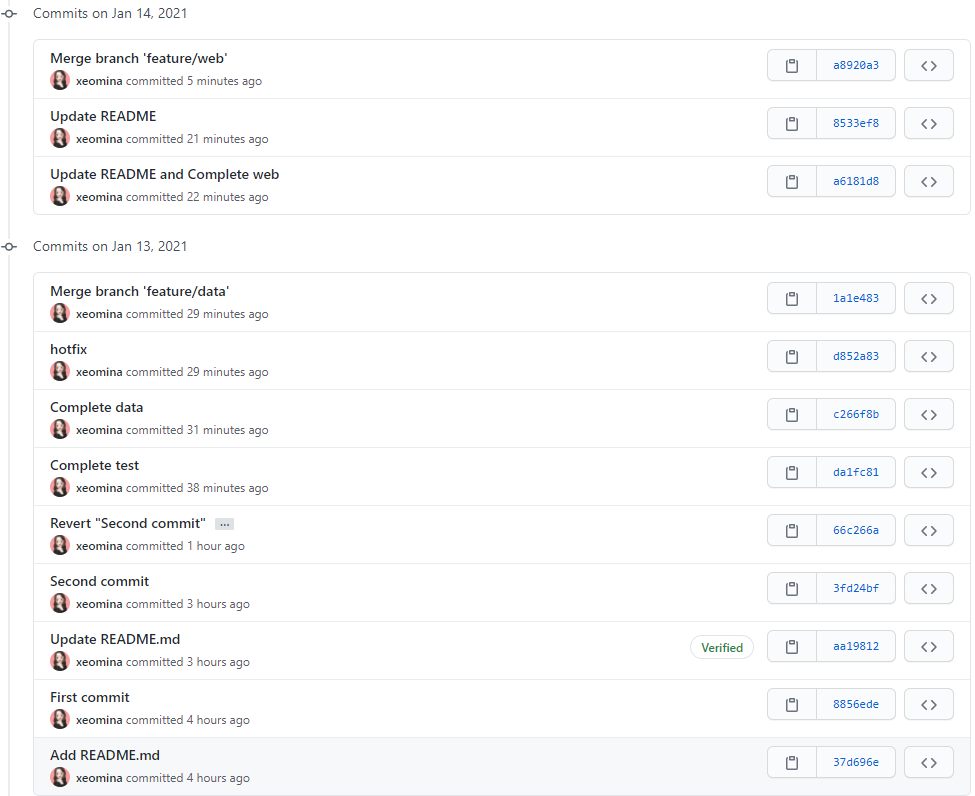 Commits on Jan 14, 2021
Merge branch 'feature/web'
xeomina committed 5 minutes ago
a8920a3
Update README
xeomina committed 21 minutes ago
8533ef8
Update README and Complete web
xeomina committed 22 minutes ago
a6181d8
Commits on Jan 13, 2021
Merge branch 'feature/data'
xeomina committed 29 minutes ago
1a1e483
hotfix
xeomina committed 29 minutes ago
d852a83
Complete data
xeomina committed 31 minutes ago
c266f8b
Complete test
xeomina committed 38 minutes ago
da1fc81
Revert "Second commit" ...
xeomina committed 1 hour ago
66c266a
Second commit
xeomina committed 3 hours ago
3fd24bf
Update README.md
xeomina committed 3 hours ago
Verified
aa19812
First commit
xeomina committed 4 hours ago
8856ede
Add README.md
xeomina committed 4 hours ago
37d696e